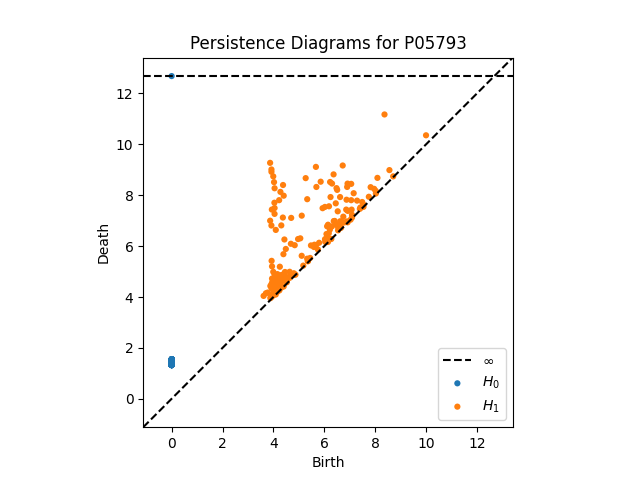 Persistence Diagrams for P05793
12
10
8
6
4
2
0
Death
∞
H₀
H₁
0 2 4 6 8 10 12
Birth